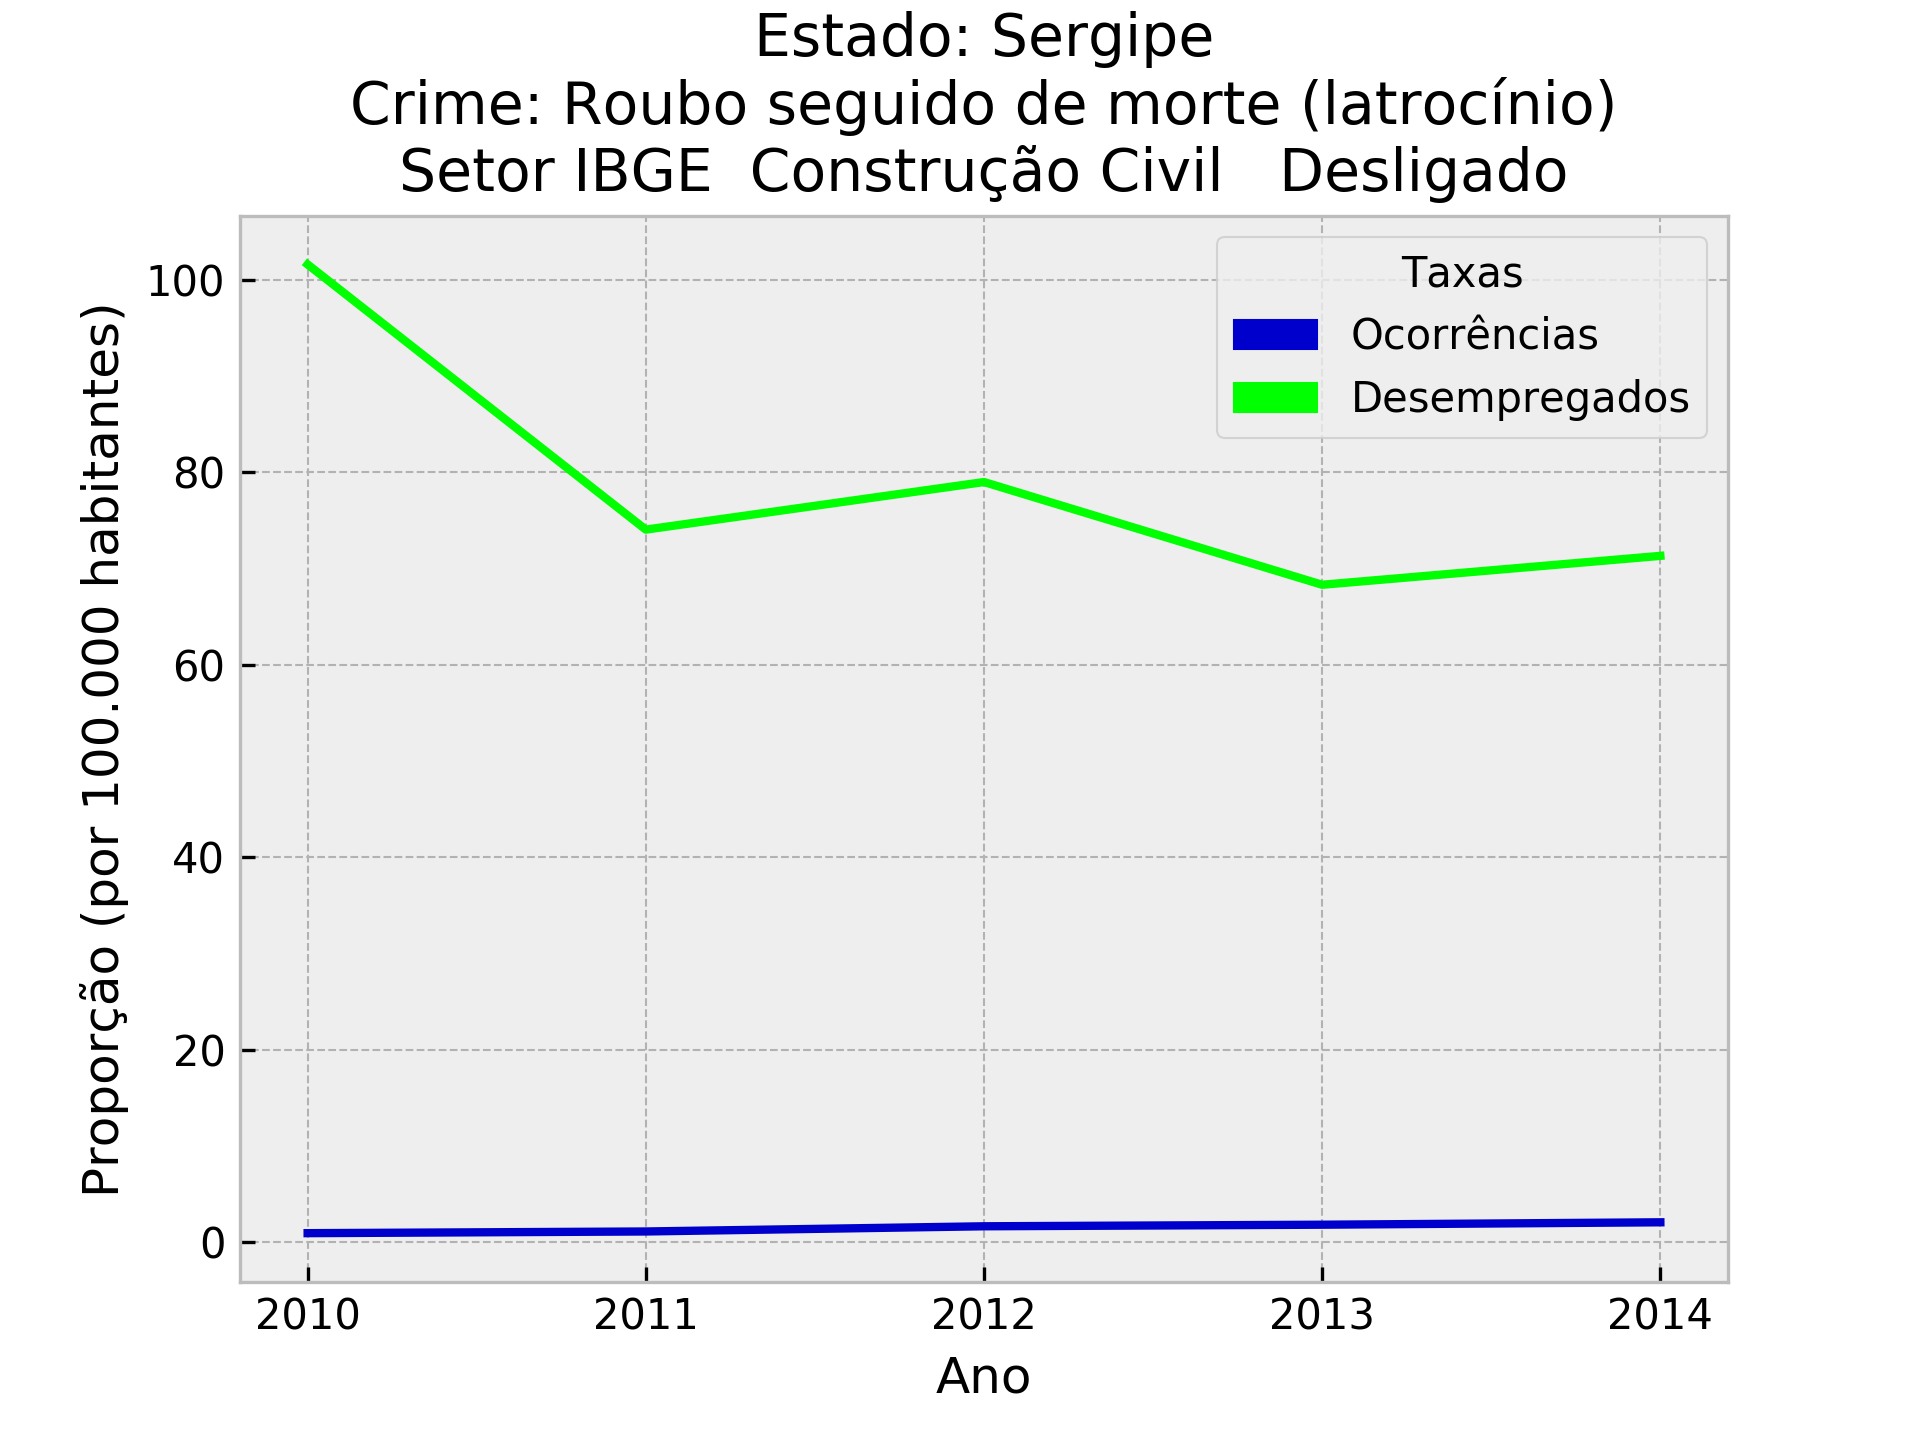 Estado: Sergipe
Crime: Roubo seguido de morte (latrocínio)
Setor IBGE  Construção Civil   Desligado
Proporção (por 100.000 habitantes)
100
80
60
40
20
0
Taxas
Ocorrências
Desempregados
2010 2011 2012 2013 2014
Ano